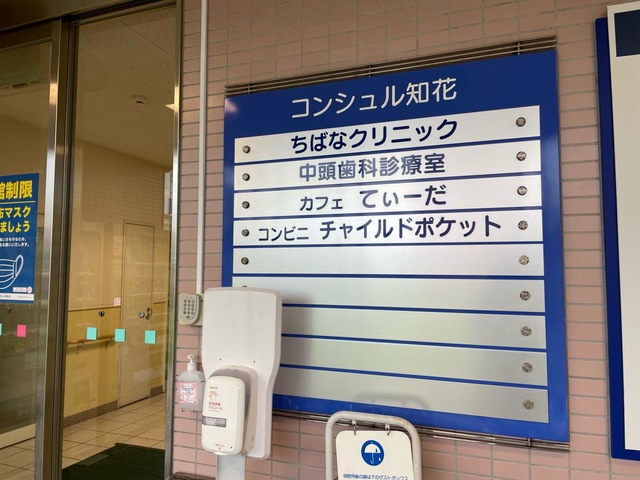 コンシュル知花
ちばなクリニック
中頭歯科診療室
カフェ てぃーだ
コンビニ チャイルドポケット
館制限
布マスク
ましょう